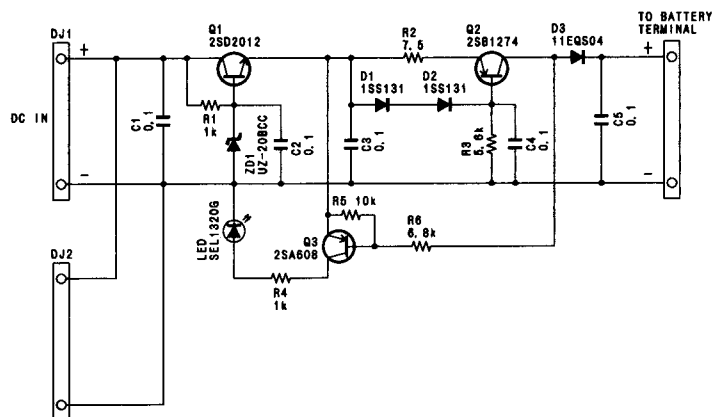 DJ1
+
DC IN
-
DJ2
C1
0.1
Q1
2SD2012
R1
1k
ZD1
UZ-20BCC
C2
0.1
LED
SEL1320G
R4
1k
R5 10k
Q3
2SA608
C3
0.1
D1
1SS131
D2
1SS131
R2
7.5
Q2
2SB1274
R3
5.6k
C4
0.1
R6
6.8k
D3
11EQS04
C5
0.1
TO BATTERY
TERMINAL
+
-